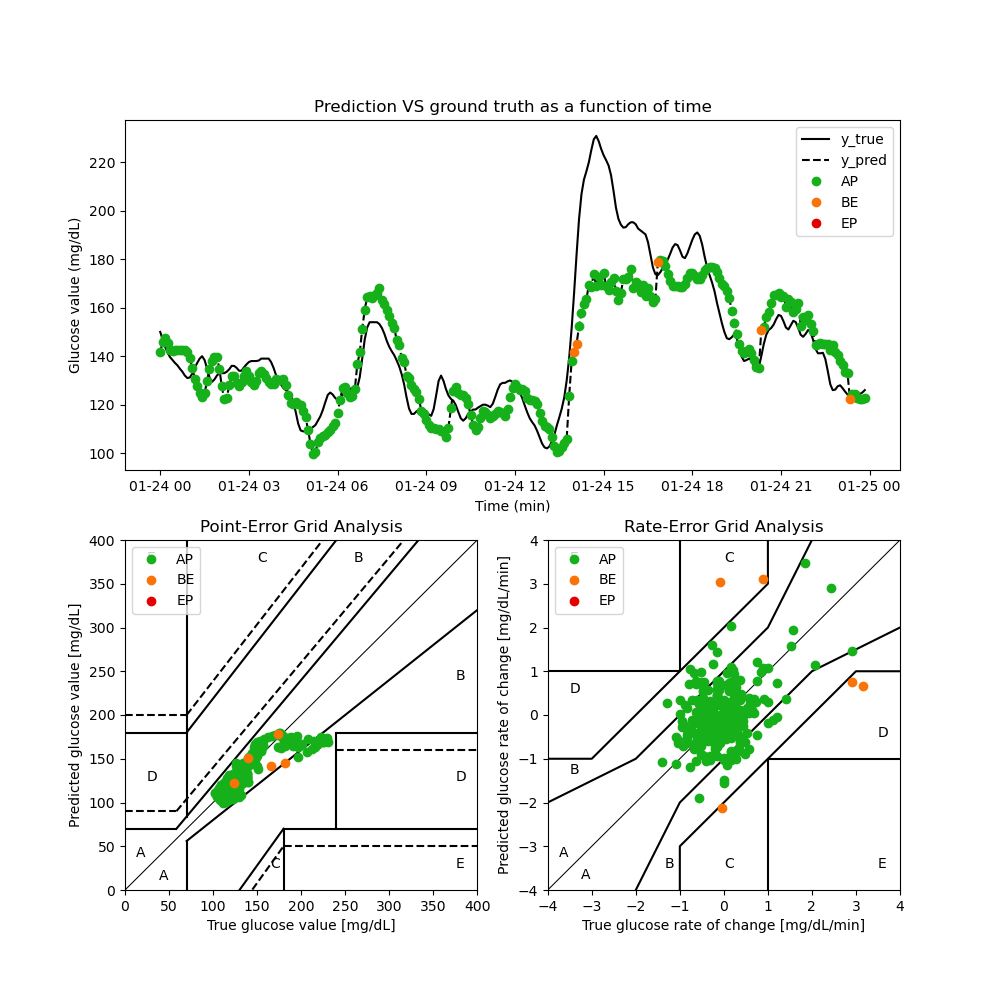 Prediction VS ground truth as a function of time
Glucose value (mg/dL)
220
200
180
160
140
120
100
y_true
y_pred
AP
BE
EP
01-24 00 01-24 03 01-24 06 01-24 09 01-24 12 01-24 15 01-24 18 01-24 21 01-25 00
Time (min)
Point-Error Grid Analysis
Predicted glucose value [mg/dL]
400
350
300
250
200
150
100
50
0
AP
BE
EP
C
B
B
D
D
A
A
C
E
0 50 100 150 200 250 300 350 400
True glucose value [mg/dL]
Rate-Error Grid Analysis
Predicted glucose rate of change [mg/dL/min]
4
3
2
1
0
−1
−2
−3
−4
AP
BE
EP
C
D
D
B
A
A
B
C
E
−4 −3 −2 −1 0 1 2 3 4
True glucose rate of change [mg/dL/min]